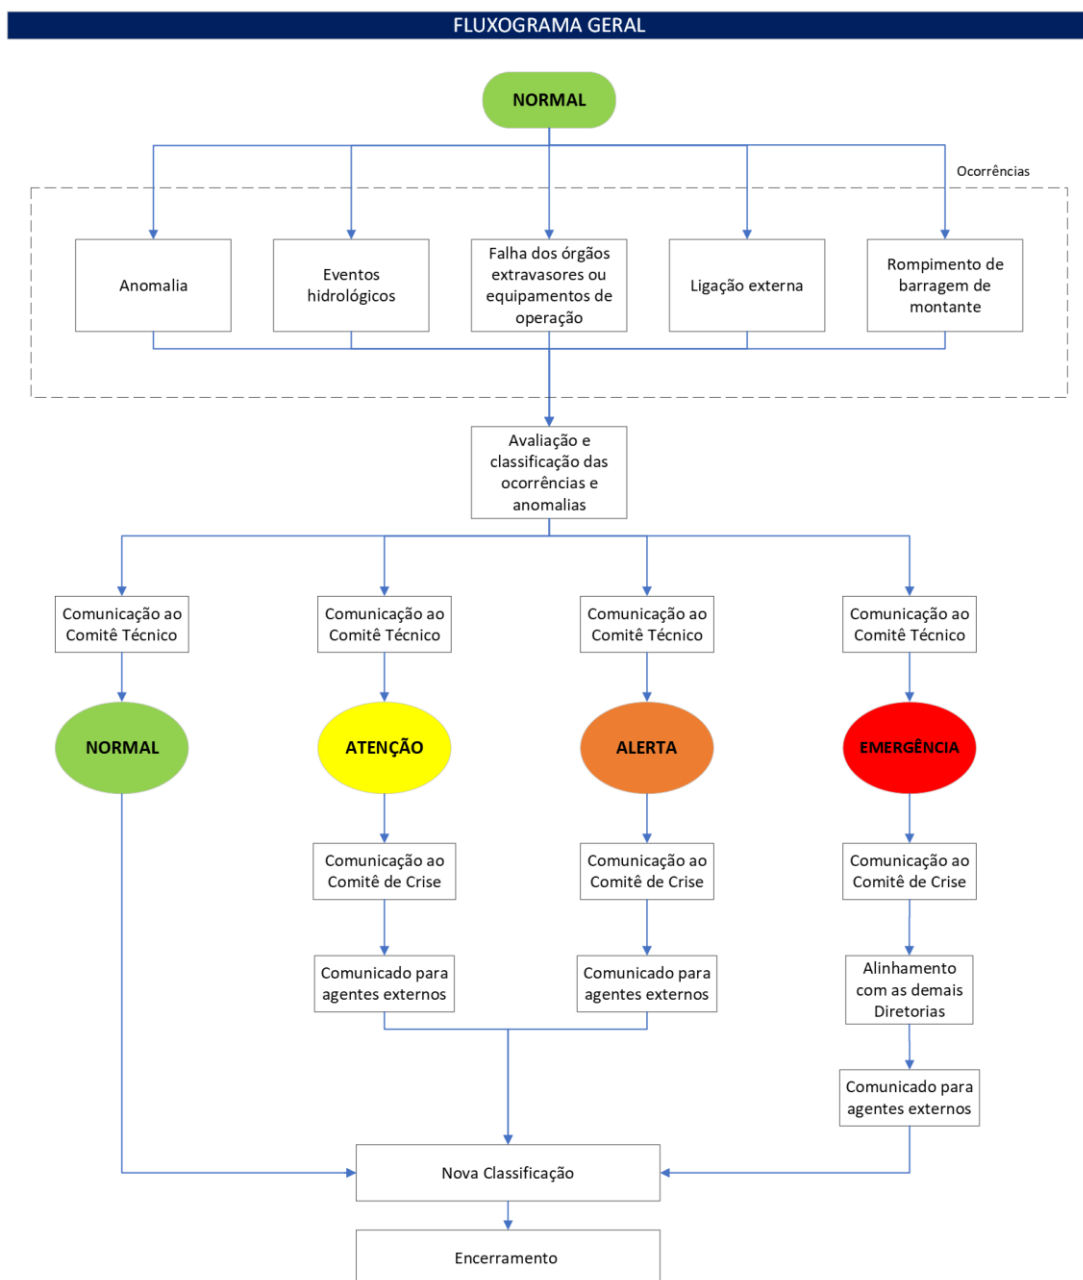 FLUXOGRAMA GERAL
NORMAL
Ocorrências
Anomalia
Eventos
hidrológicos
Falha dos órgãos
extravasores ou
equipamentos de
operação
Ligação externa
Rompimento de
barragem de
montante
Avaliação e
classificação das
ocorrências e
anomalias
Comunicação ao
Comitê Técnico
Comunicação ao
Comitê Técnico
Comunicação ao
Comitê Técnico
Comunicação ao
Comitê Técnico
NORMAL
ATENÇÃO
ALERTA
EMERGÊNCIA
Comunicação ao
Comitê de Crise
Comunicação ao
Comitê de Crise
Comunicação ao
Comitê de Crise
Comunicado para
agentes externos
Comunicado para
agentes externos
Alinhamento
com as demais
Diretorias
Comunicado para
agentes externos
Nova Classificação
Encerramento